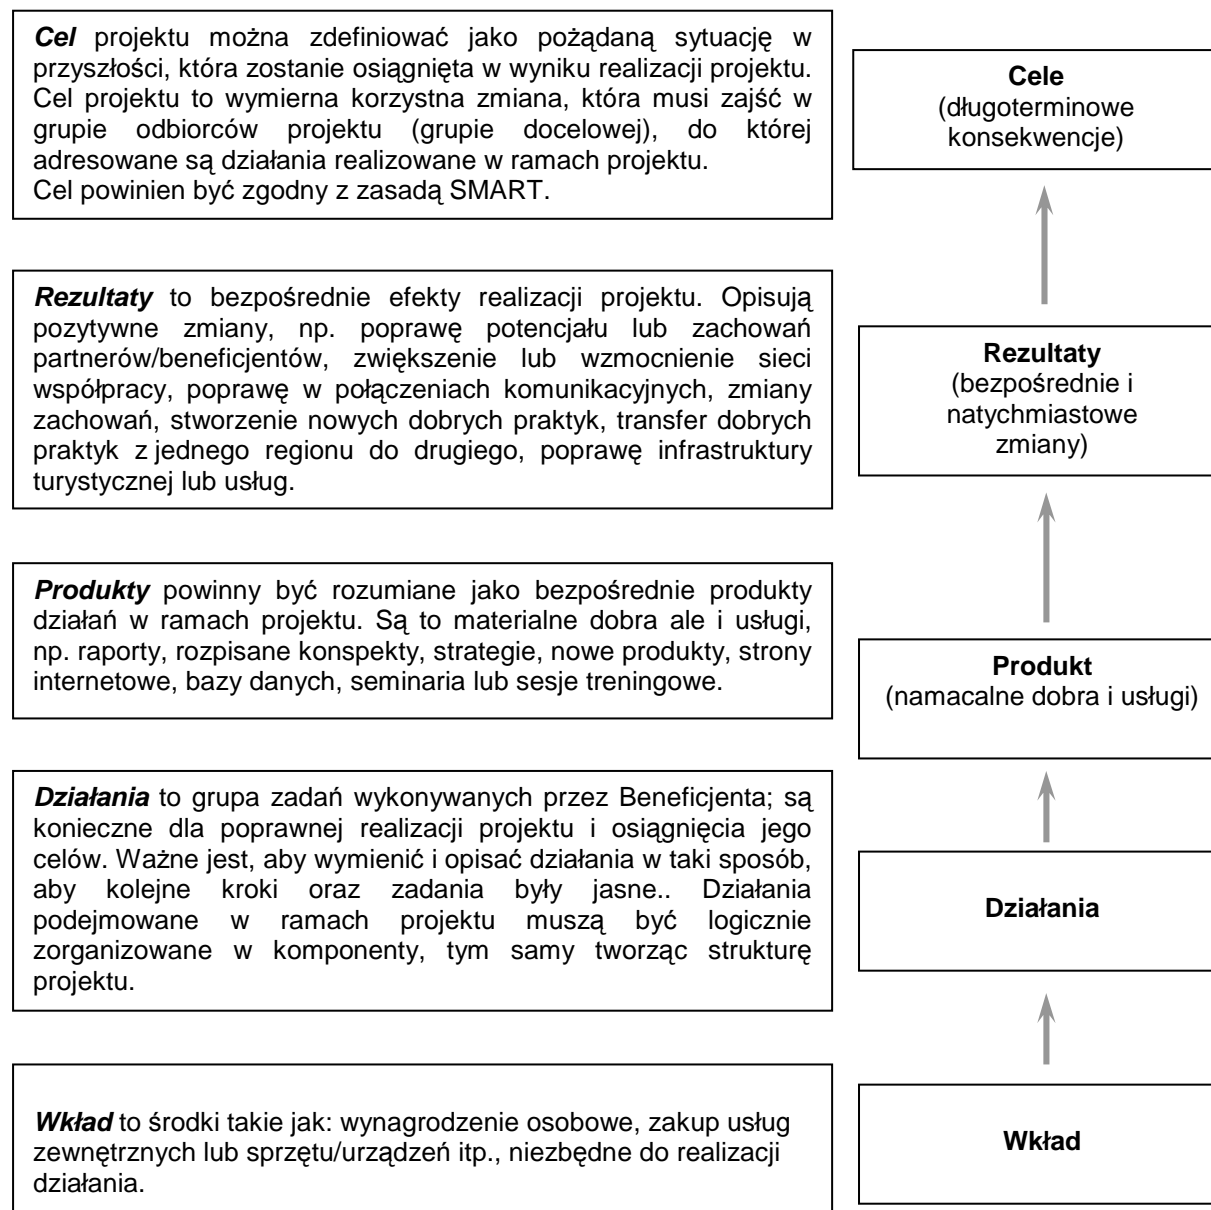 Cel projektu można zdefiniować jako pożądaną sytuację w
przyszłości, która zostanie osiągnięta w wyniku realizacji projektu.
Cel projektu to wymierna korzystna zmiana, która musi zajść w
grupie odbiorców projektu (grupie docelowej), do której
adresowane są działania realizowane w ramach projektu.
Cel powinien być zgodny z zasadą SMART.
Cele
(długoterminowe
konsekwencje)
Rezultaty to bezpośrednie efekty realizacji projektu. Opisują
pozytywne zmiany, np. poprawę potencjału lub zachowań
partnerów/beneficjentów, zwiększenie lub wzmocnienie sieci
współpracy, poprawę w połączeniach komunikacyjnych, zmiany
zachowań, stworzenie nowych dobrych praktyk, transfer dobrych
praktyk z jednego regionu do drugiego, poprawę infrastruktury
turystycznej lub usług.
Rezultaty
(bezpośrednie i
natychmiastowe
zmiany)
Produkty powinny być rozumiane jako bezpośrednie produkty
działań w ramach projektu. Są to materialne dobra ale i usługi,
np. raporty, rozpisane konspekty, strategie, nowe produkty, strony
internetowe, bazy danych, seminaria lub sesje treningowe.
Produkt
(namacalne dobra i usługi)
Działania to grupa zadań wykonywanych przez Beneficjenta; są
konieczne dla poprawnej realizacji projektu i osiągnięcia jego
celów. Ważne jest, aby wymienić i opisać działania w taki sposób,
aby kolejne kroki oraz zadania były jasne.. Działania
podejmowane w ramach projektu muszą być logicznie
zorganizowane w komponenty, tym samy tworząc strukturę
projektu.
Działania
Wkład to środki takie jak: wynagrodzenie osobowe, zakup usług
zewnętrznych lub sprzętu/urządzeń itp., niezbędne do realizacji
działania.
Wkład